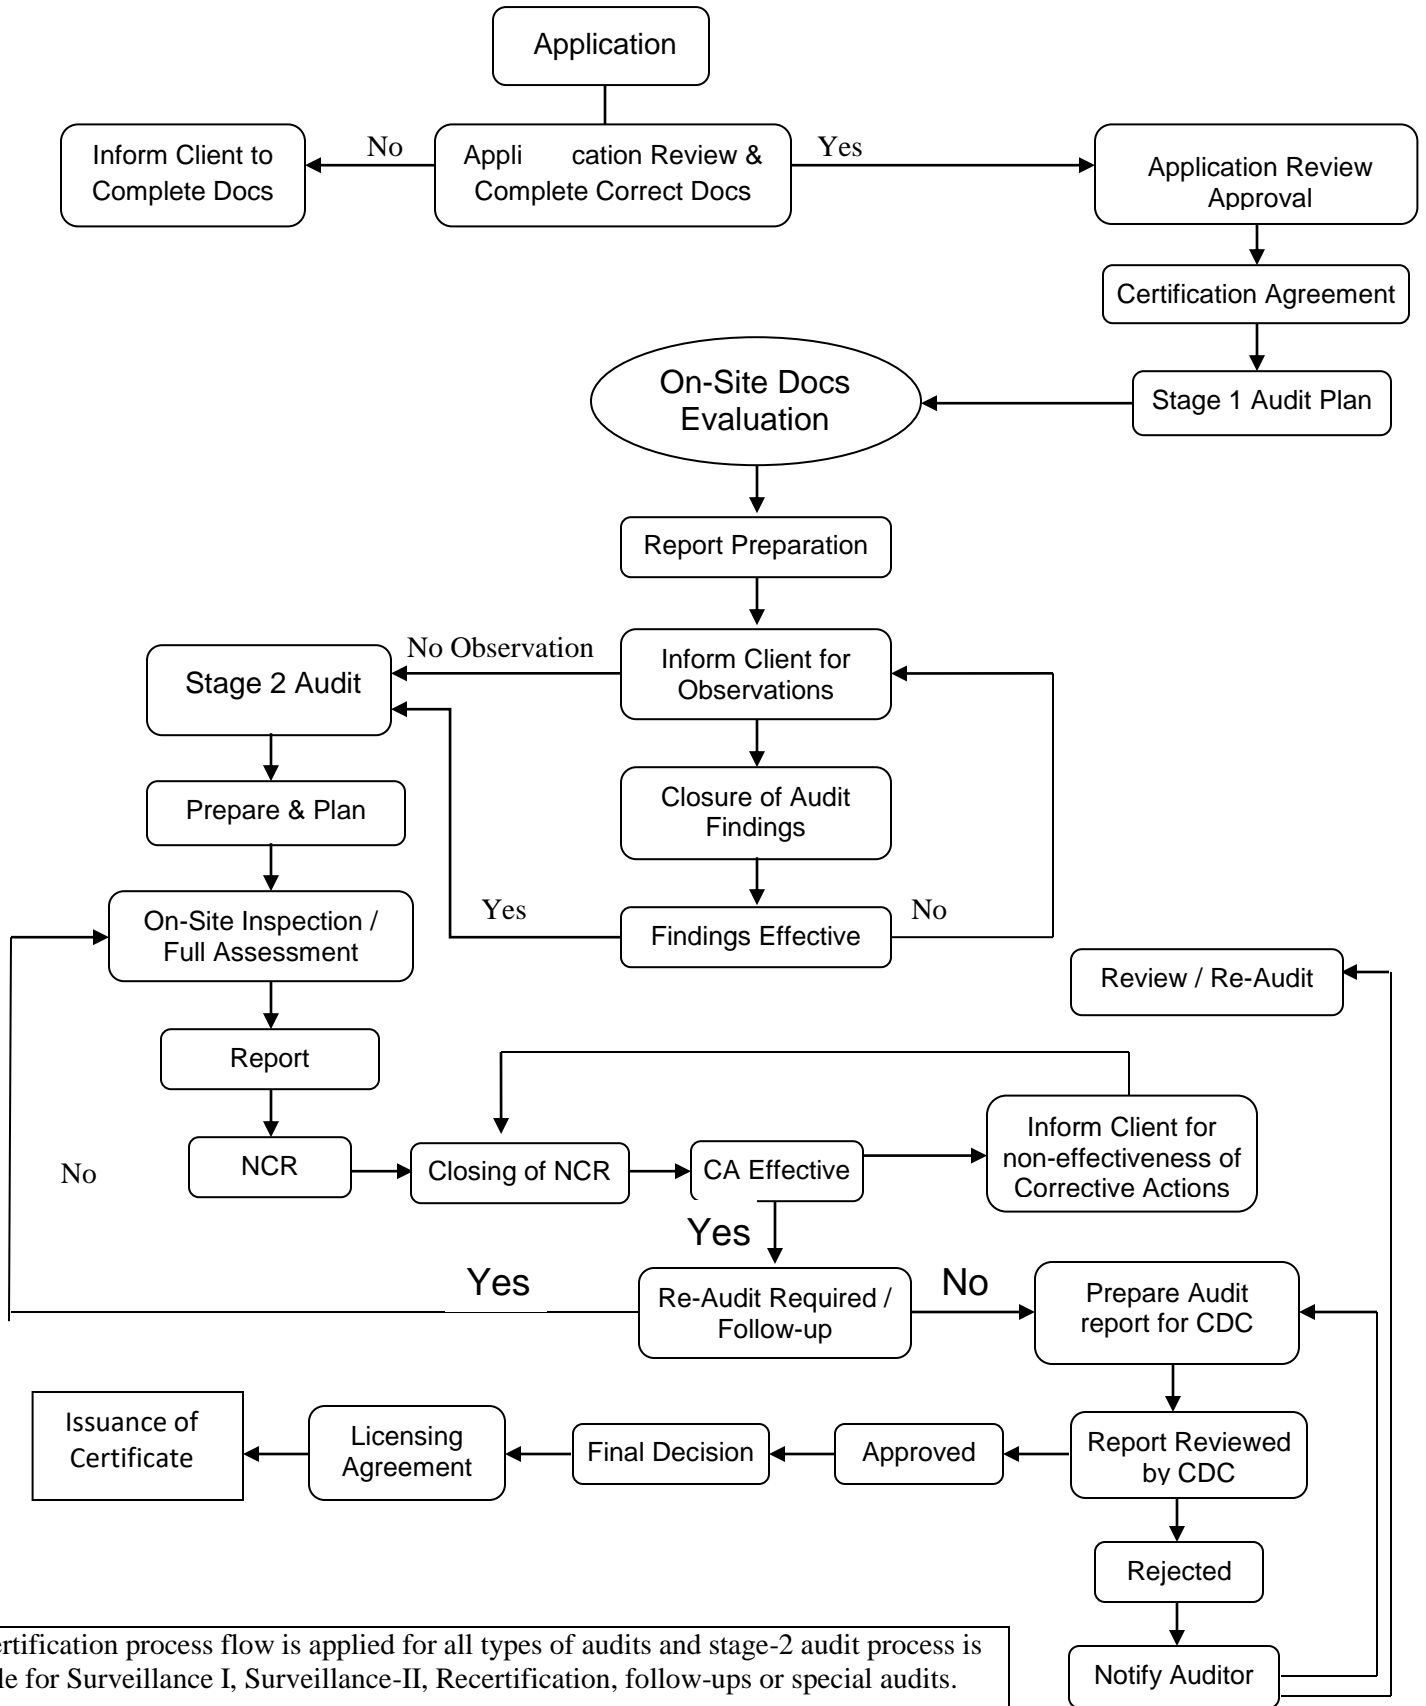 Application
No
Yes
Inform Client to
Complete Docs
Appli cation Review &
Complete Correct Docs
Application Review
Approval
Certification Agreement
On-Site Docs
Evaluation
Stage 1 Audit Plan
Report Preparation
No Observation
Inform Client for
Observations
Stage 2 Audit
Closure of Audit
Findings
Prepare & Plan
Yes
No
On-Site Inspection /
Full Assessment
Findings Effective
Review / Re-Audit
Report
Inform Client for
non-effectiveness of
Corrective Actions
No
NCR
Closing of NCR
CA Effective
Yes
Yes
No
Re-Audit Required /
Follow-up
Prepare Audit
report for CDC
Issuance of
Certificate
Licensing
Agreement
Final Decision
Approved
Report Reviewed
by CDC
Rejected
Notify Auditor
process flow is applied for all types of audits and stage-2 audit process is
for Surveillance I, Surveillance-II, Recertification, follow-ups or special audits.